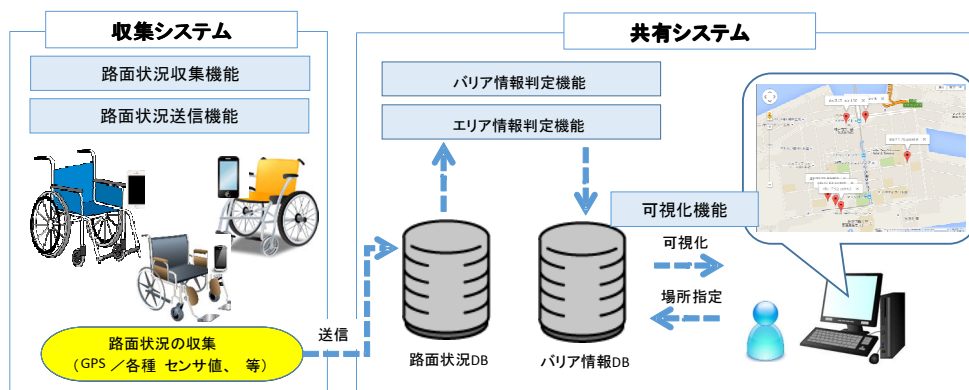 収集システム
路面状況収集機能
路面状況送信機能
路面状況の収集
(GPS ／各種 センサ値、 等)
送信
共有システム
バリア情報判定機能
エリア情報判定機能
可視化機能
可視化
場所指定
路面状況DB
バリア情報DB